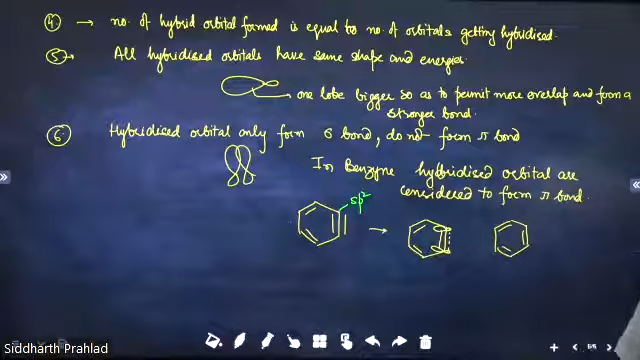 4 → no. of hybrid orbital formed is equal to no. of orbitals getting hybridised.
5 → All hybridised orbitals have same shape and energies.
→ one lobe bigger so as to permit more overlap and form a stronger bond.
6. Hybridised orbital only form σ bond, do not form π bond
In Benzyne hybridised orbital are considered to form π bond.
sp²
Siddharth Prahlad